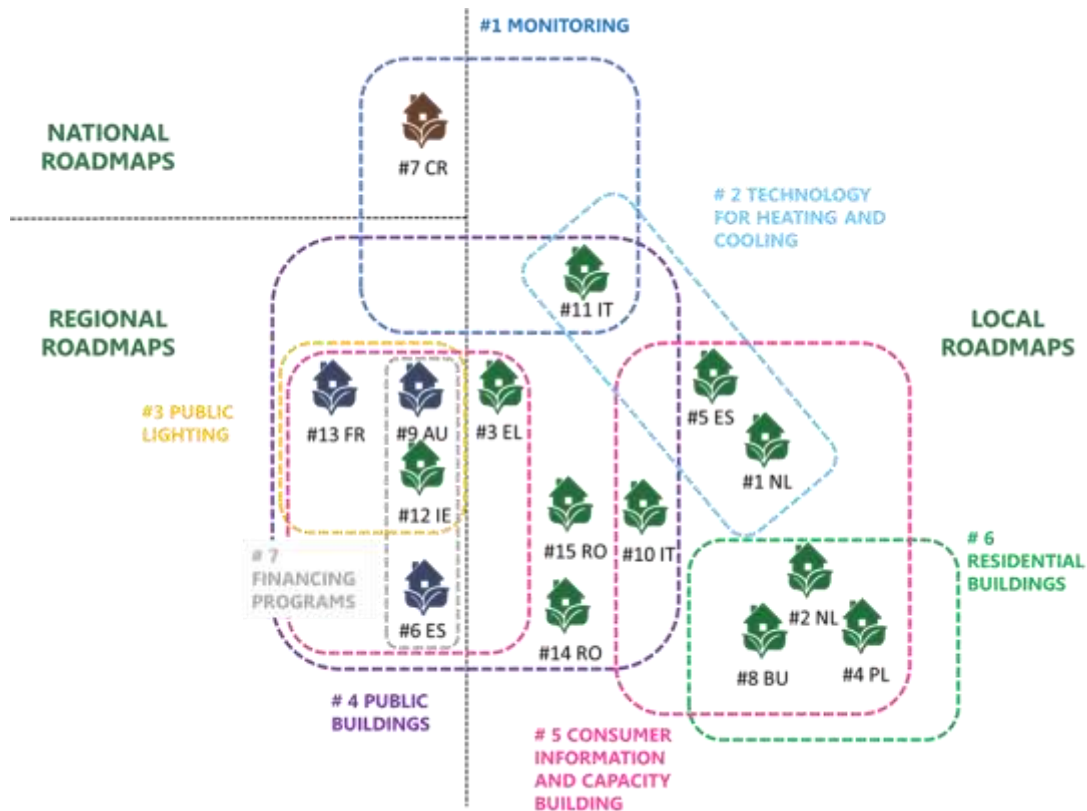 #1 MONITORING
NATIONAL
ROADMAPS
#7 CR
# 2 TECHNOLOGY
FOR HEATING AND
COOLING
#11 IT
REGIONAL
ROADMAPS
LOCAL
ROADMAPS
#3 PUBLIC
LIGHTING
#13 FR
#9 AU
#3 EL
#5 ES
#1 NL
#12 IE
#15 RO
#10 IT
# 7
FINANCING
PROGRAMS
# 6
RESIDENTIAL
BUILDINGS
#6 ES
#14 RO
#2 NL
#8 BU
#4 PL
# 4 PUBLIC
BUILDINGS
# 5 CONSUMER
INFORMATION
AND CAPACITY
BUILDING